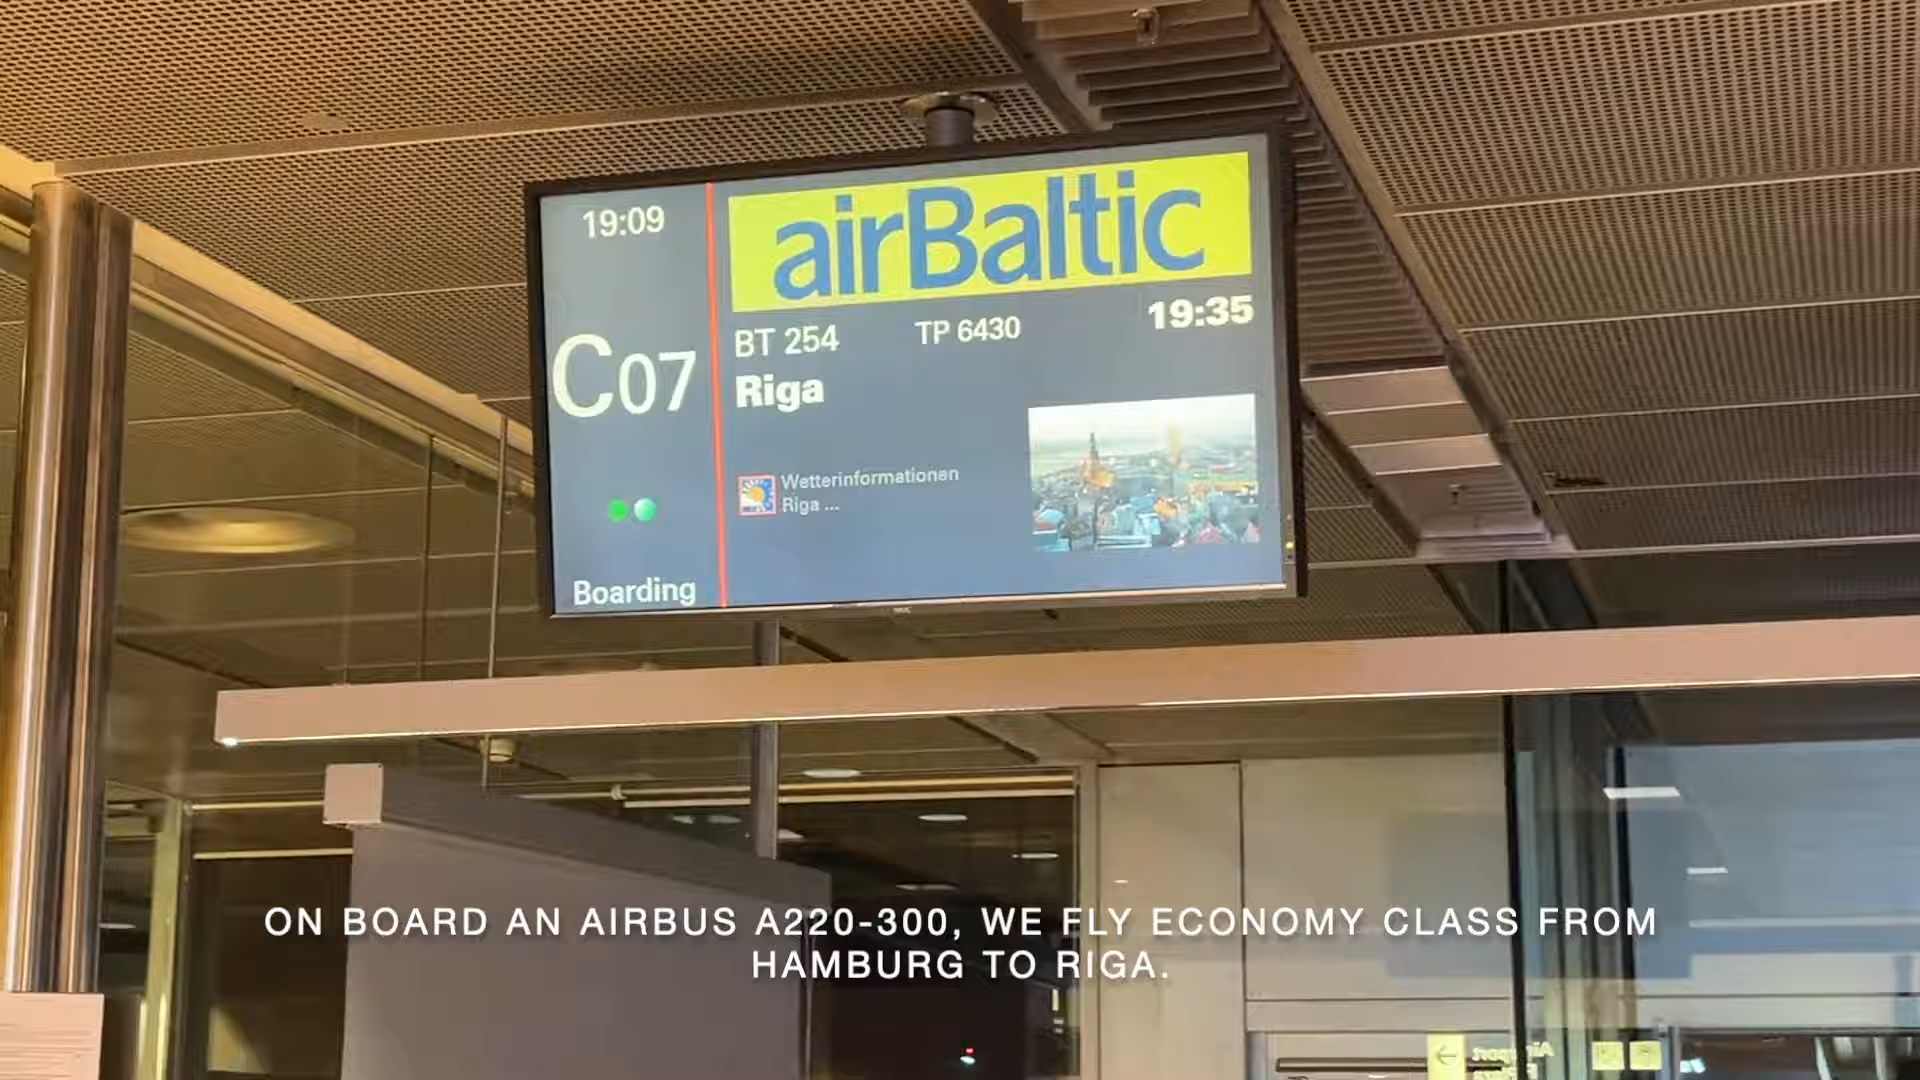 19:09
airBaltic
C07
BT 254 TP 6430 19:35
Riga
Wetterinformationen
Riga ...
Boarding
ON BOARD AN AIRBUS A220-300, WE FLY ECONOMY CLASS FROM
HAMBURG TO RIGA.